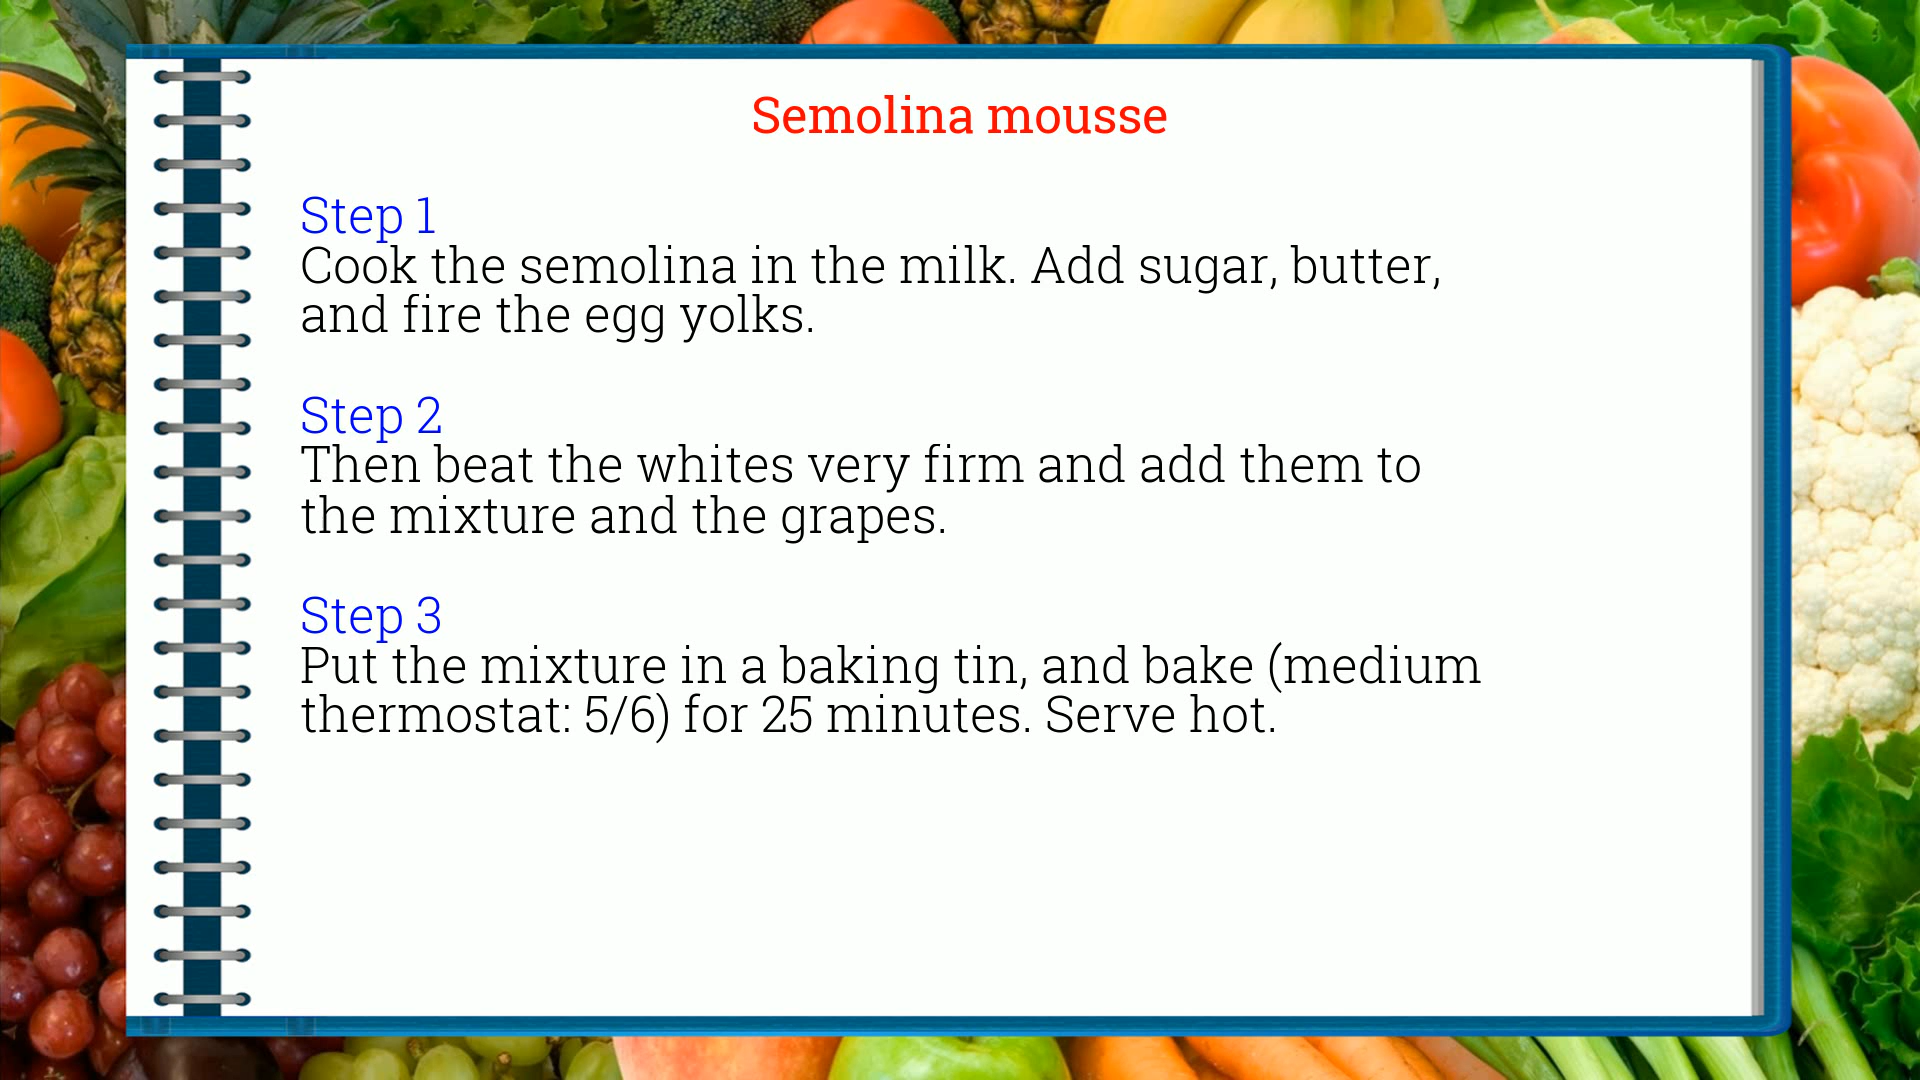 Semolina mousse
Step 1
Cook the semolina in the milk. Add sugar, butter,
and fire the egg yolks.
Step 2
Then beat the whites very firm and add them to
the mixture and the grapes.
Step 3
Put the mixture in a baking tin, and bake (medium
thermostat: 5/6) for 25 minutes. Serve hot.